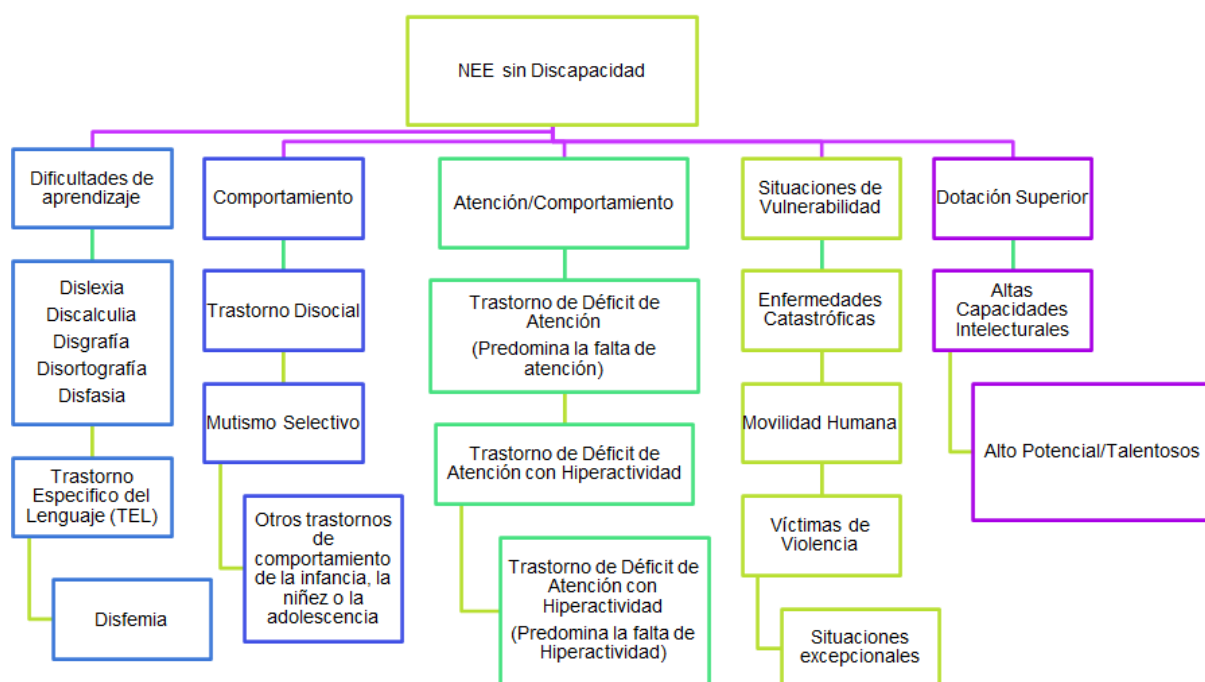 NEE sin Discapacidad
Dificultades de
aprendizaje
Dislexia
Discalculia
Disgrafía
Disortografía
Disfasia
Trastorno
Especifico del
Lenguaje (TEL)
Disfemia
Comportamiento
Trastorno Disocial
Mutismo Selectivo
Otros trastornos
de comportamiento
de la infancia, la
niñez o la
adolescencia
Atención/Comportamiento
Trastorno de Déficit de
Atención
(Predomina la falta de
atención)
Trastorno de Déficit de
Atención con Hiperactividad
Trastorno de Déficit de
Atención con
Hiperactividad
(Predomina la falta de
Hiperactividad)
Situaciones de
Vulnerabilidad
Enfermedades
Catastróficas
Movilidad Humana
Víctimas de
Violencia
Situaciones
excepcionales
Dotación Superior
Altas
Capacidades
Intelecturales
Alto Potencial/Talentosos